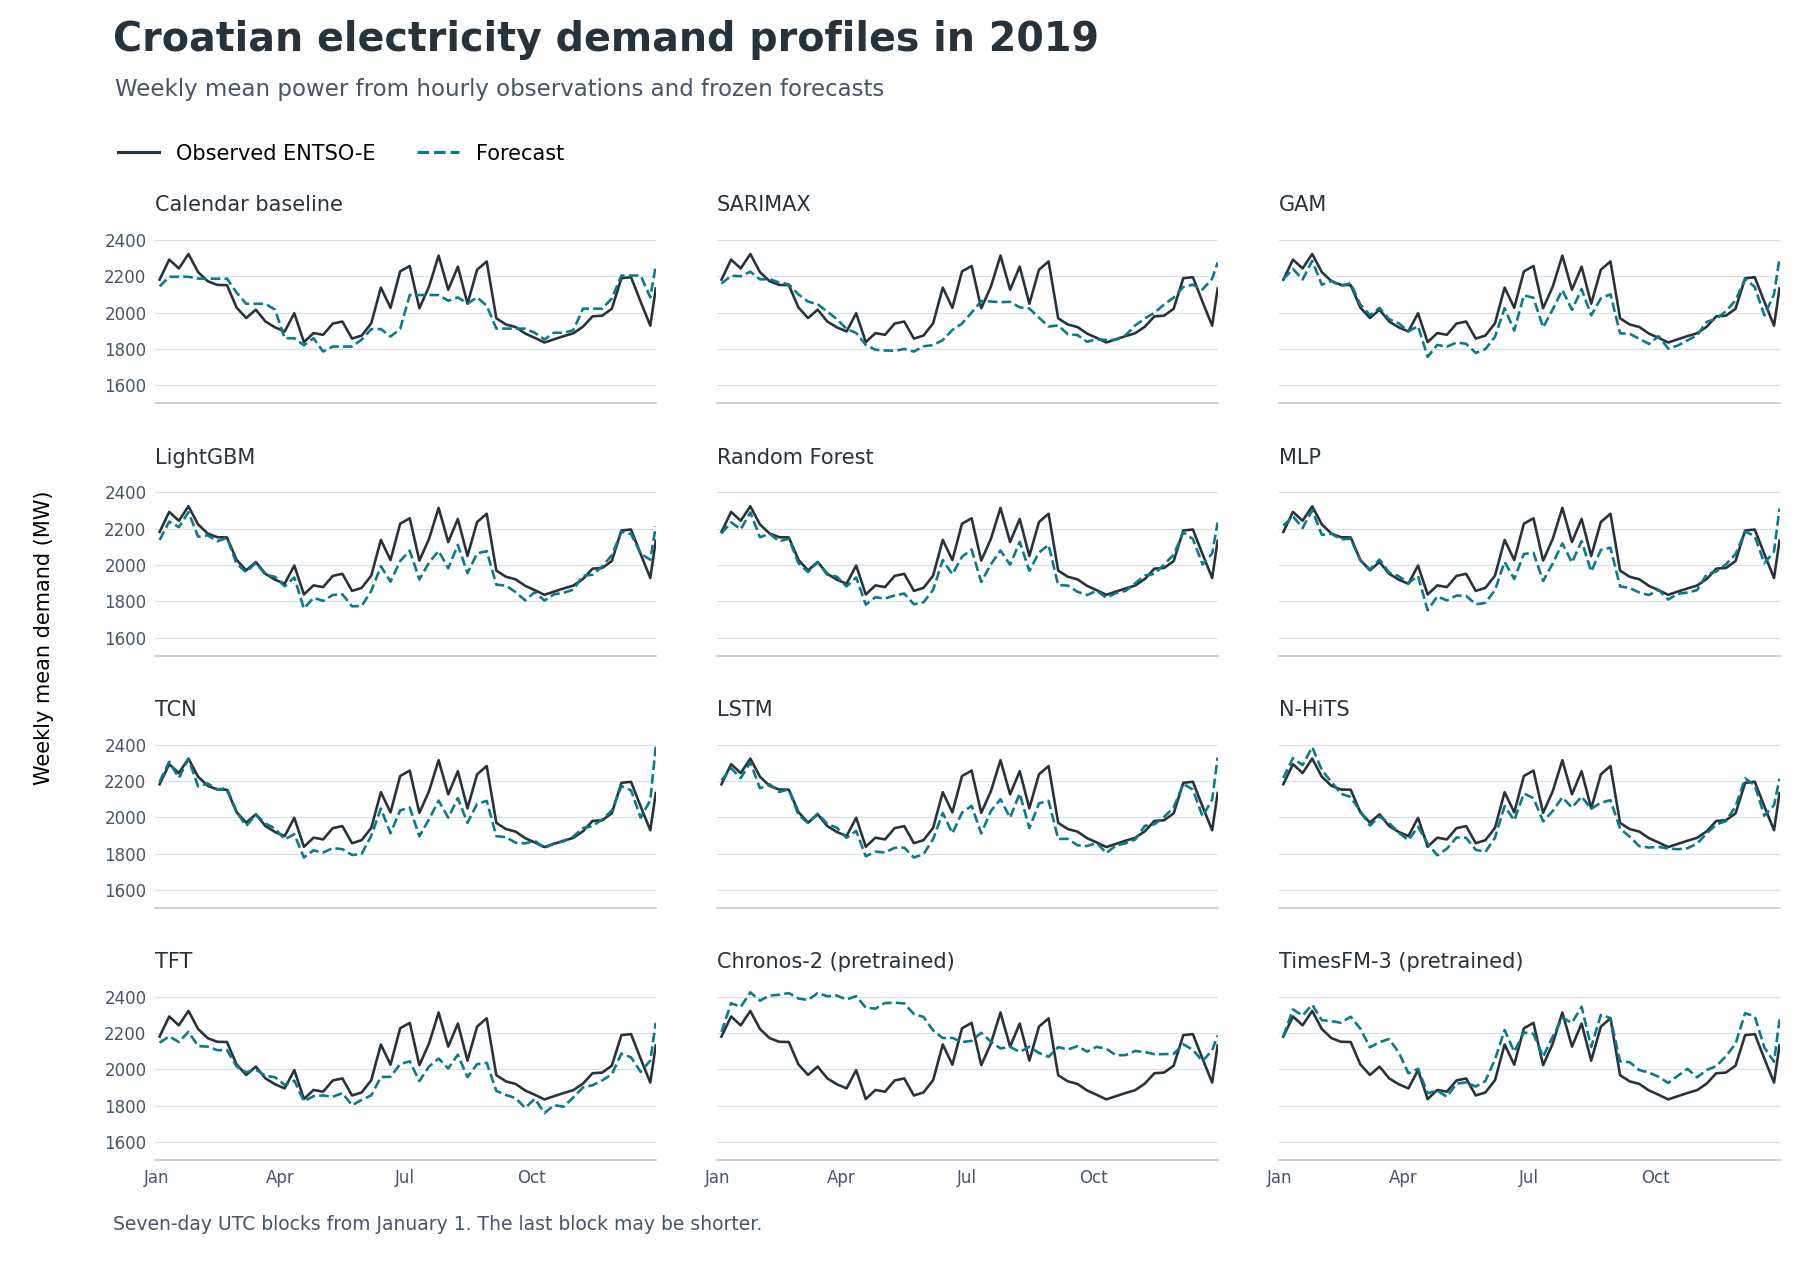 Croatian electricity demand profiles in 2019
Weekly mean power from hourly observations and frozen forecasts
Observed ENTSO-E
Forecast
Calendar baseline
SARIMAX
GAM
2400
2200
2000
1800
1600
LightGBM
Random Forest
MLP
2400
2200
2000
1800
1600
Weekly mean demand (MW)
TCN
LSTM
N-HiTS
2400
2200
2000
1800
1600
TFT
Chronos-2 (pretrained)
TimesFM-3 (pretrained)
2400
2200
2000
1800
1600
Jan Apr Jul Oct
Jan Apr Jul Oct
Jan Apr Jul Oct
Seven-day UTC blocks from January 1. The last block may be shorter.